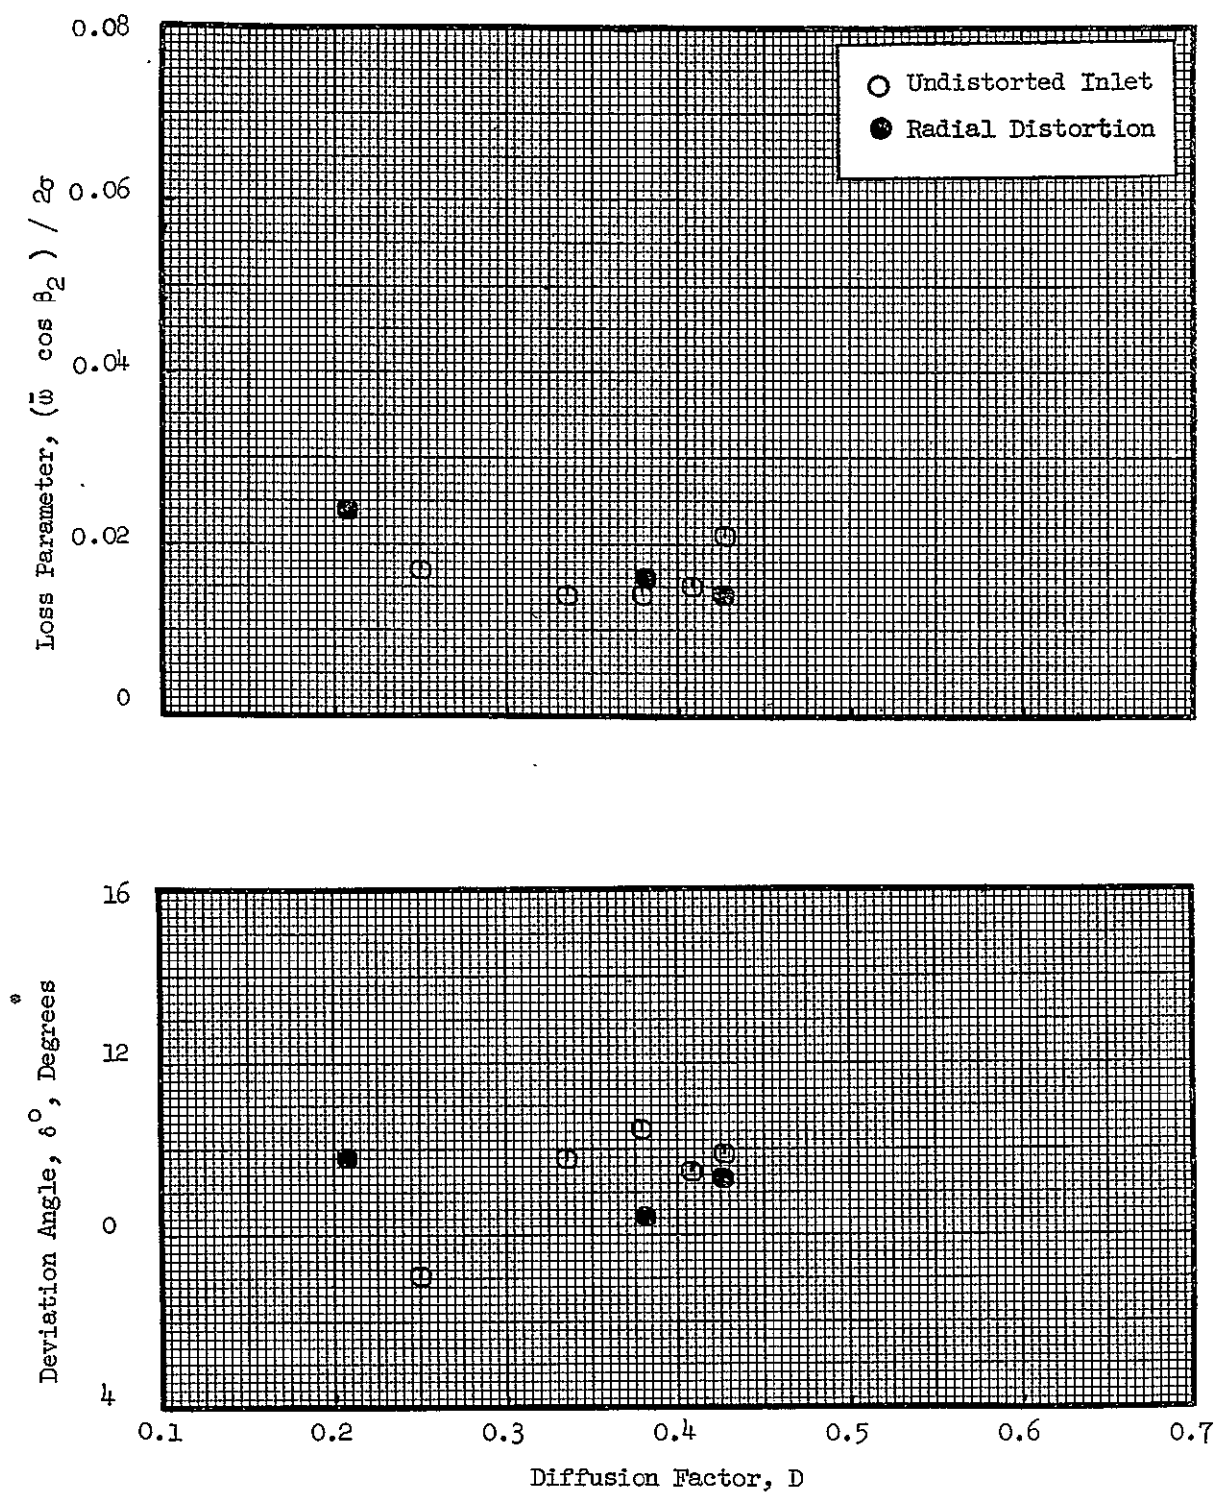 0.08
0.06
0.04
0.02
0
Loss Parameter, (ω̄ cos β₂ ) / 2σ
Undistorted Inlet
Radial Distortion
16
12
0
4
Deviation Angle, δ°, Degrees*
0.1 0.2 0.3 0.4 0.5 0.6 0.7
Diffusion Factor, D